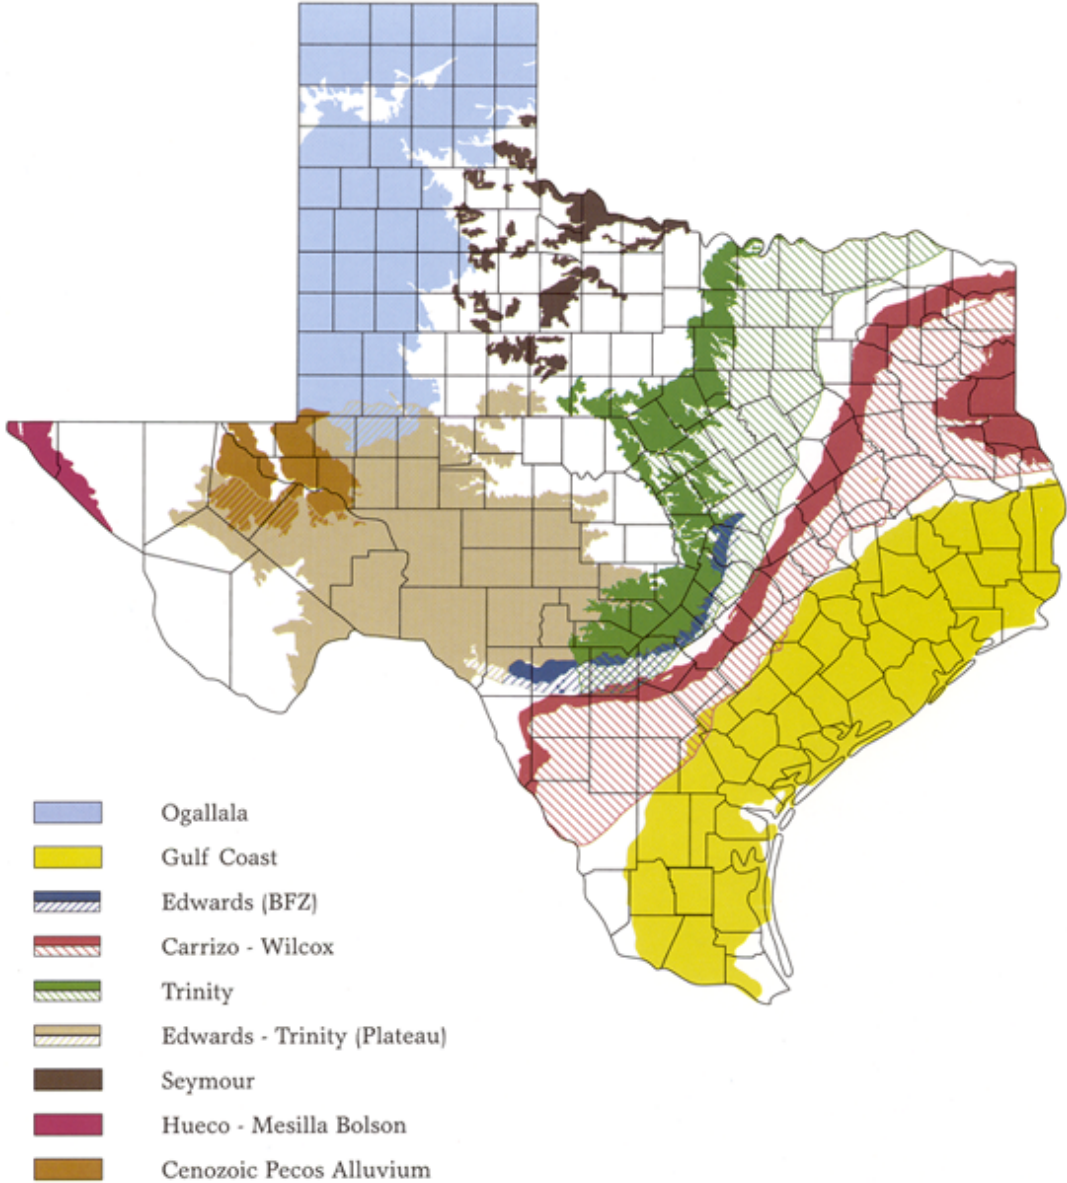 Ogallala
Gulf Coast
Edwards (BFZ)
Carrizo - Wilcox
Trinity
Edwards - Trinity (Plateau)
Seymour
Hueco - Mesilla Bolson
Cenozoic Pecos Alluvium